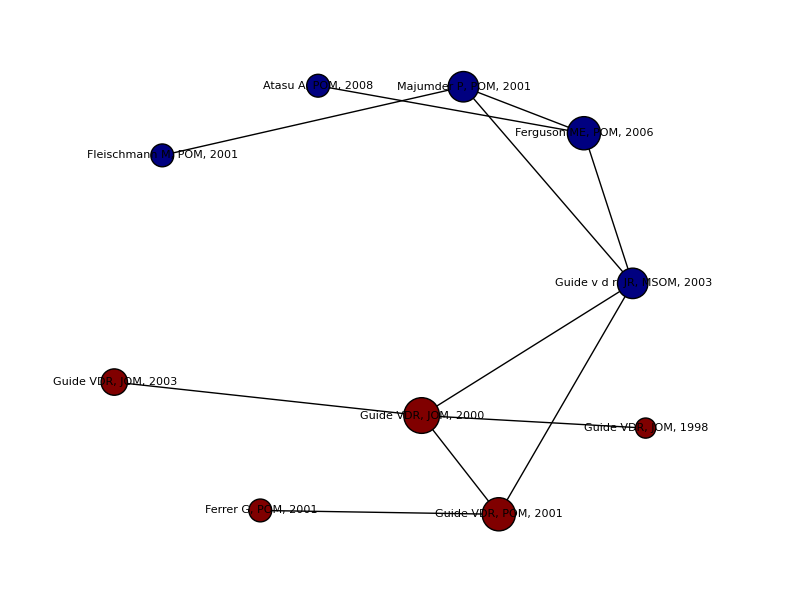 Atasu A, POM, 2008
Majumder P, POM, 2001
Ferguson ME, POM, 2006
Fleischmann M, POM, 2001
Guide v d r, JR, MSOM, 2003
Guide VDR, JOM, 2003
Guide VDR, JOM, 2000
Guide VDR, JOM, 1998
Ferrer G, POM, 2001
Guide VDR, POM, 2001